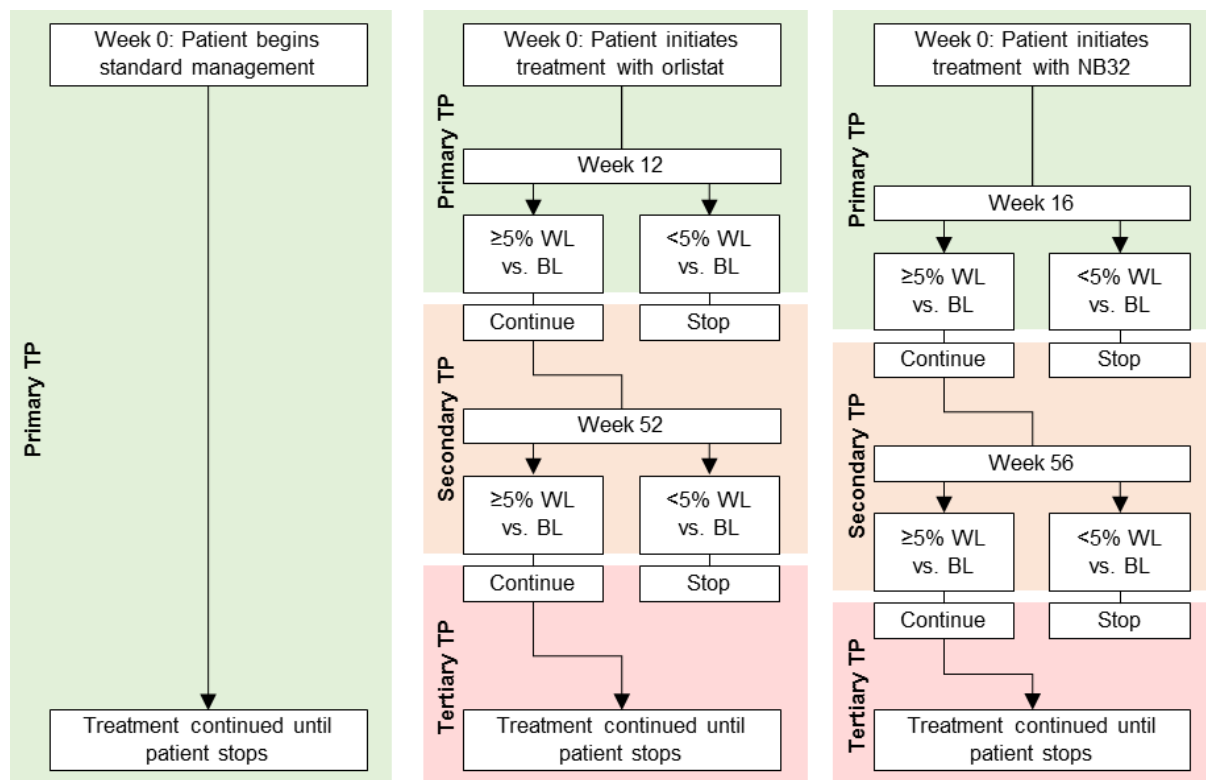 Primary TP
Week 0: Patient begins
standard management
Treatment continued until
patient stops
Primary TP
Week 0: Patient initiates
treatment with orlistat
Week 12
≥5% WL
vs. BL
<5% WL
vs. BL
Secondary TP
Continue
Stop
Week 52
≥5% WL
vs. BL
<5% WL
vs. BL
Tertiary TP
Continue
Stop
Treatment continued until
patient stops
Primary TP
Week 0: Patient initiates
treatment with NB32
Week 16
≥5% WL
vs. BL
<5% WL
vs. BL
Secondary TP
Continue
Stop
Week 56
≥5% WL
vs. BL
<5% WL
vs. BL
Tertiary TP
Continue
Stop
Treatment continued until
patient stops